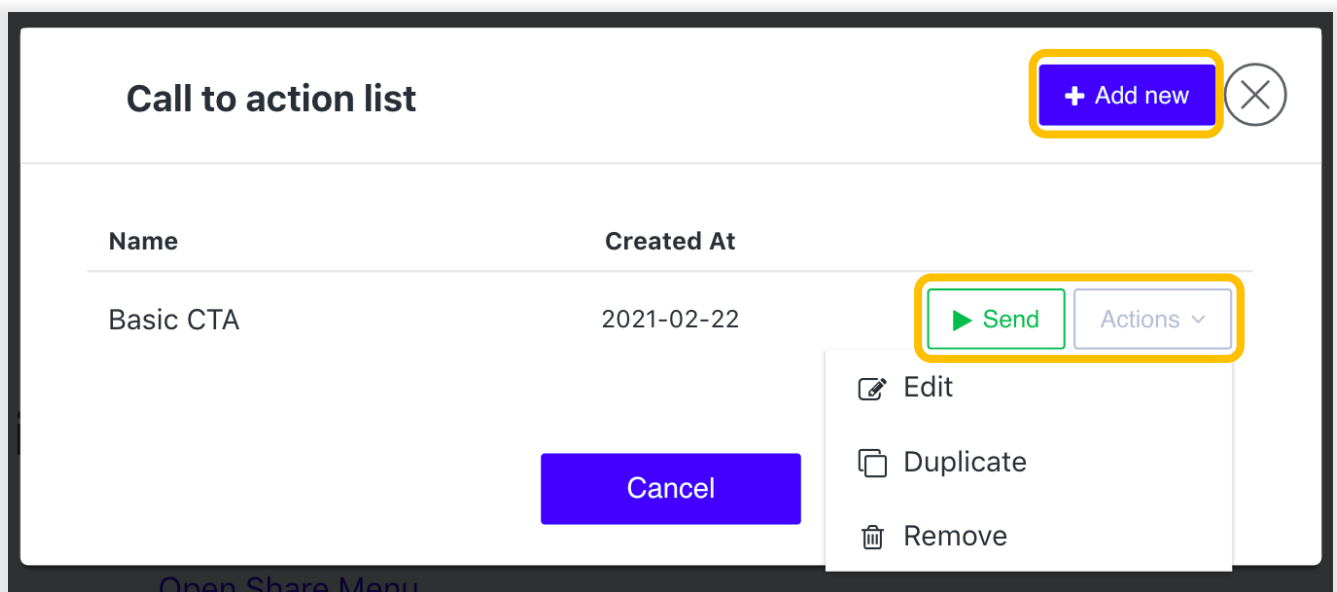 Call to action list
Add new
Name Created At
Basic CTA 2021-02-22 Send Actions
Edit
Duplicate
Cancel
Remove
Open Share Menu